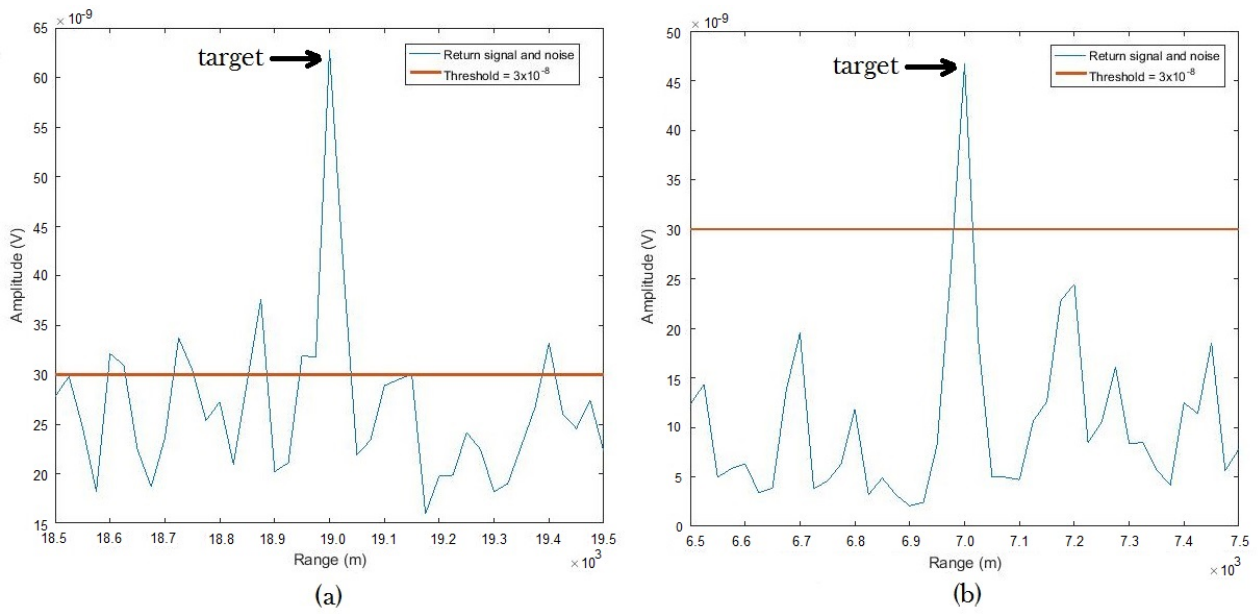 × 10⁻⁹
65
60
55
50
45
40
35
30
25
20
15
Amplitude (V)
target
Return signal and noise
Threshold = 3x10⁻⁸
18.5 18.6 18.7 18.8 18.9 19.0 19.1 19.2 19.3 19.4 19.5
Range (m)
× 10³
(a)
× 10⁻⁹
50
45
40
35
30
25
20
15
10
5
0
Amplitude (V)
target
Return signal and noise
Threshold = 3x10⁻⁸
6.5 6.6 6.7 6.8 6.9 7.0 7.1 7.2 7.3 7.4 7.5
Range (m)
× 10³
(b)